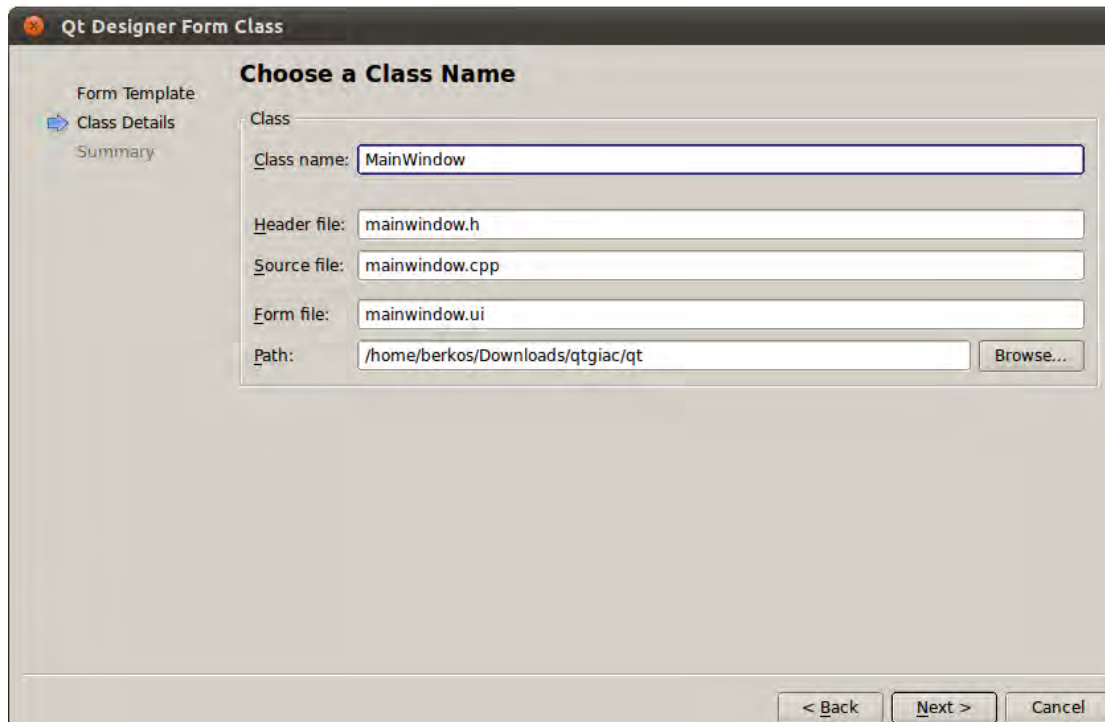 Qt Designer Form Class
Form Template
Class Details
Summary
Choose a Class Name
Class
Class name: MainWindow
Header file: mainwindow.h
Source file: mainwindow.cpp
Form file: mainwindow.ui
Path: /home/berkos/Downloads/qtgiac/qt Browse...
< Back Next > Cancel